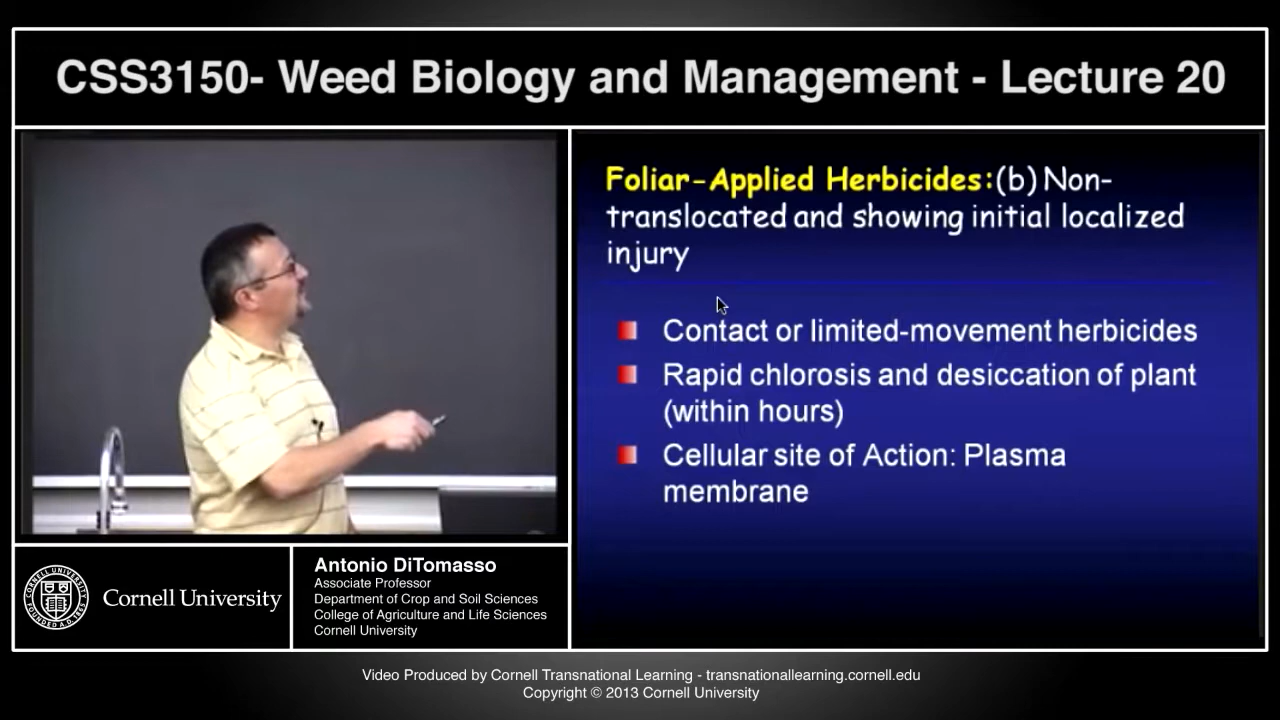 CSS3150- Weed Biology and Management - Lecture 20
Foliar-Applied Herbicides:(b) Non-
translocated and showing initial localized
injury
Contact or limited-movement herbicides
Rapid chlorosis and desiccation of plant
(within hours)
Cellular site of Action: Plasma
membrane
Cornell University
Antonio DiTomasso
Associate Professor
Department of Crop and Soil Sciences
College of Agriculture and Life Sciences
Cornell University
Video Produced by Cornell Transnational Learning - transnationallearning.cornell.edu
Copyright © 2013 Cornell University